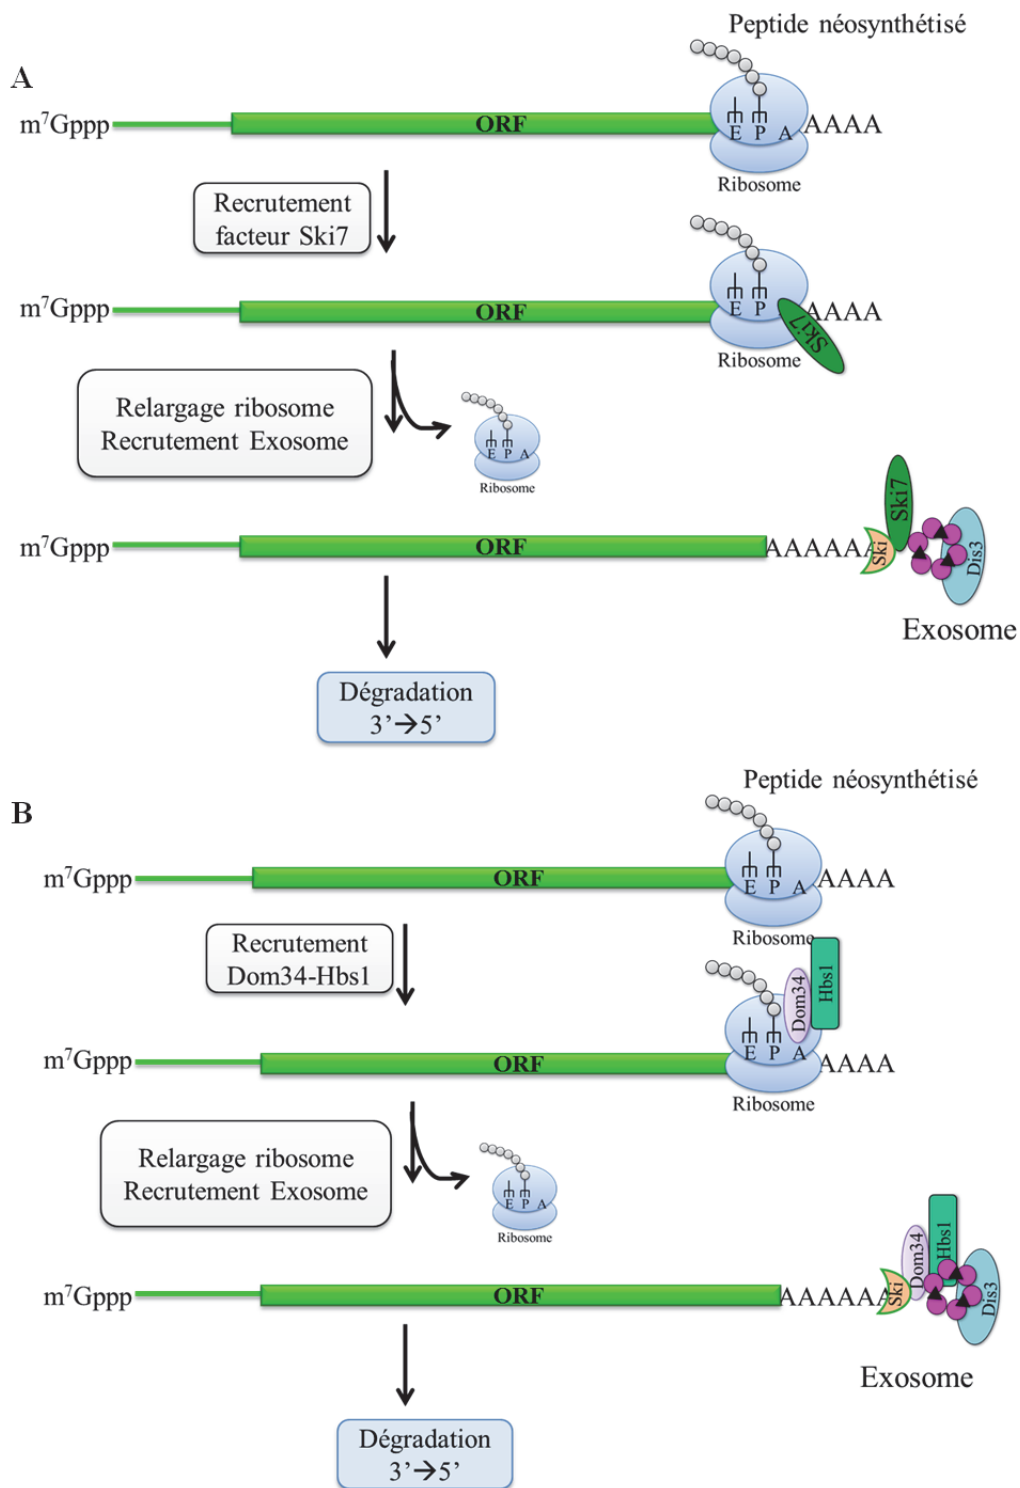 Peptide néosynthétisé
A
m⁷Gppp ORF E P A AAAA
Ribosome
Recrutement
facteur Ski7
m⁷Gppp ORF E P Ski7 AAAA
Ribosome
Relargage ribosome
Recrutement Exosome
E P A
Ribosome
m⁷Gppp ORF AAAAAA Ski Ski7 Dis3
Exosome
Dégradation
3’→5’
Peptide néosynthétisé
B
m⁷Gppp ORF E P A AAAA
Ribosome
Recrutement
Dom34-Hbs1
Dom34 Hbs1
m⁷Gppp ORF E P A AAAA
Ribosome
Relargage ribosome
Recrutement Exosome
E P A
Ribosome
m⁷Gppp ORF AAAAAA Ski Dom34 Hbs1 Dis3
Exosome
Dégradation
3’→5’